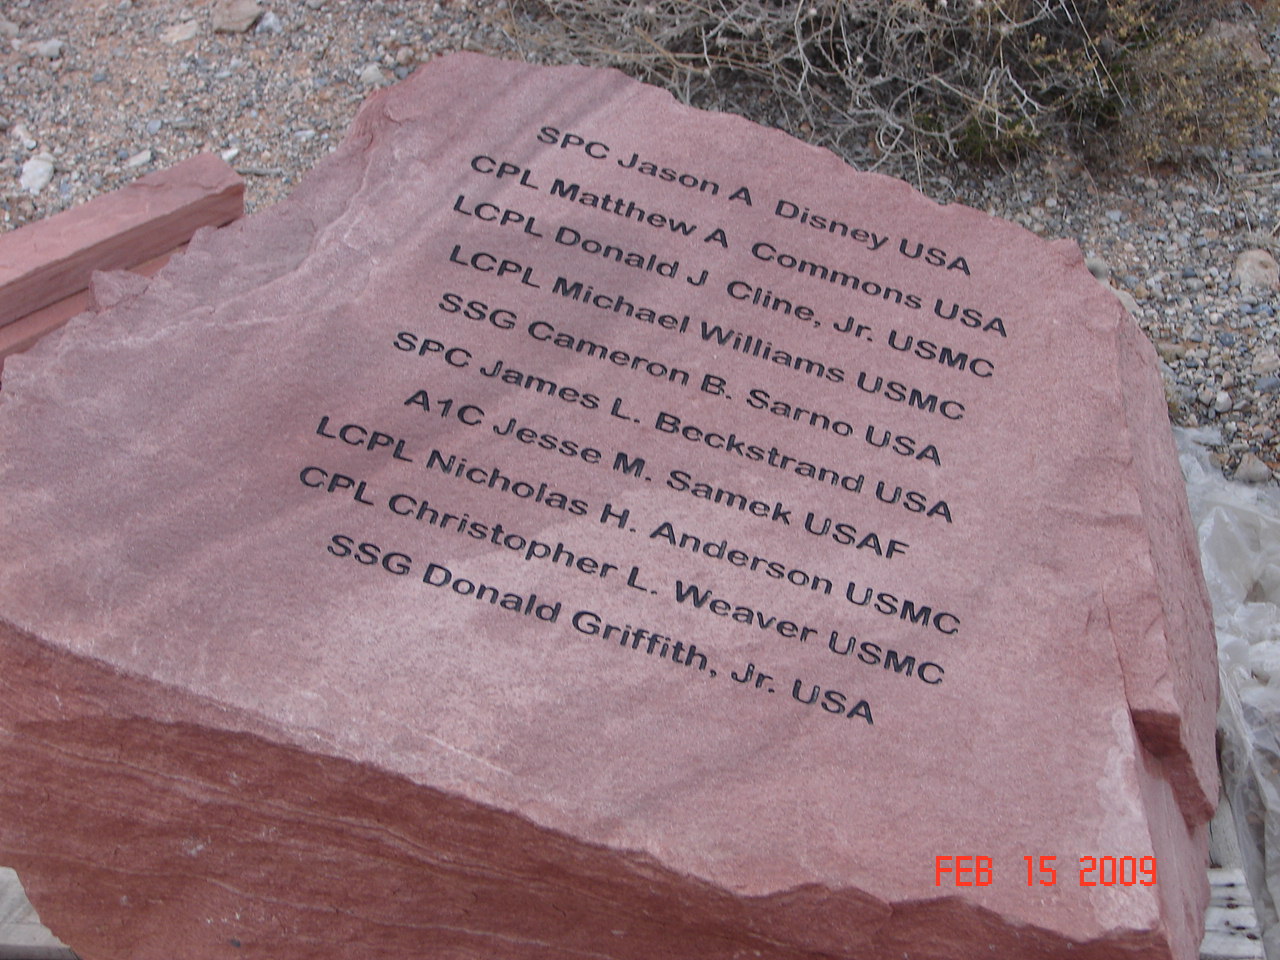 SPC Jason A Disney USA
CPL Matthew A Commons USA
LCPL Donald J Cline, Jr. USMC
LCPL Michael Williams USMC
SSG Cameron B. Sarno USA
SPC James L. Beckstrand USA
A1C Jesse M. Samek USAF
LCPL Nicholas H. Anderson USMC
CPL Christopher L. Weaver USMC
SSG Donald Griffith, Jr. USA
FEB 15 2009